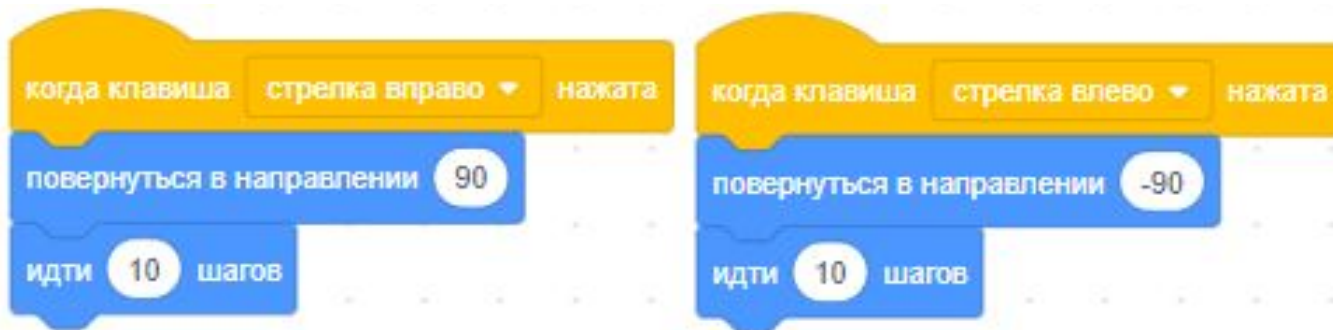 когда клавиша стрелка вправо нажата
повернуться в направлении 90
идти 10 шагов
когда клавиша стрелка влево нажата
повернуться в направлении -90
идти 10 шагов